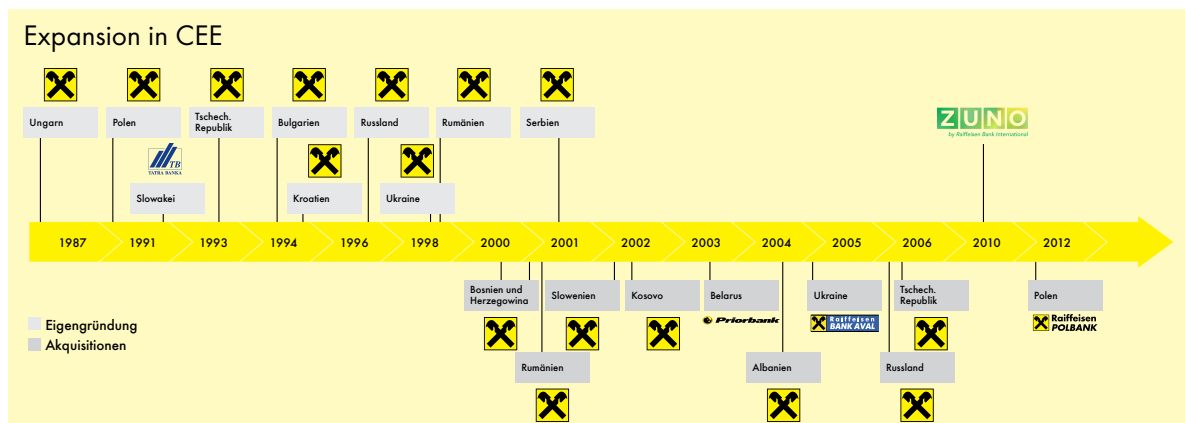 Expansion in CEE
Ungarn
Polen
Tschech.
Republik
Bulgarien
Russland
Rumänien
Serbien
ZUNO
by Raiffeisen Bank International
TB
TATRA BANKA
Slowakei
Kroatien
Ukraine
1987 1991 1993 1994 1996 1998 2000 2001 2002 2003 2004 2005 2006 2010 2012
Bosnien und
Herzegowina
Slowenien
Kosovo
Belarus
Ukraine
Tschech.
Republik
Polen
Priorbank
Raiffeisen
BANK AVAL
Raiffeisen
POLBANK
Eigengründung
Akquisitionen
Rumänien
Albanien
Russland